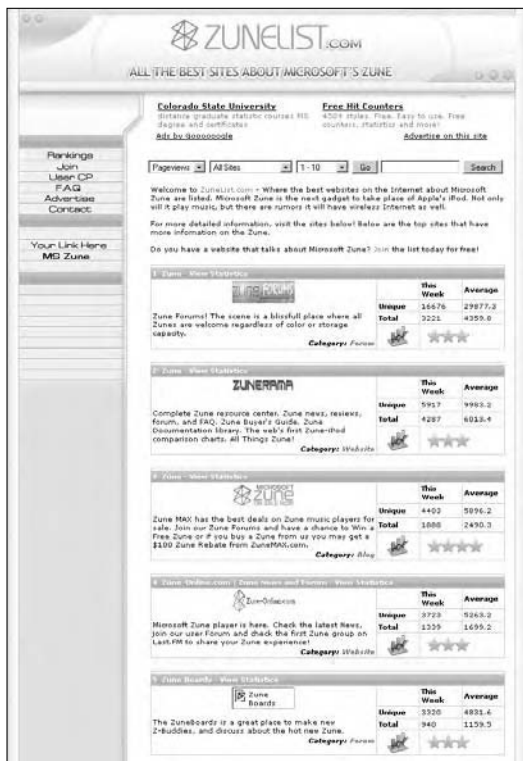 ZUNELIST.COM
ALL THE BEST SITES ABOUT MICROSOFT'S ZUNE
Colorado State University
distance graduate statistic courses MS
degree and certificates
Free Hit Counters
450+ styles, Free, Easy to use. Free
counters, statistics and more!
Ads by Goooooogle
Advertise on this site
Rankings
Join
User CP
FAQ
Advertise
Contact
Your Link Here
MS Zune
Pageviews All Sites 1 - 10 Go Search
Welcome to ZuneList.com - Where the best websites on the Internet about Microsoft
Zune are listed. Microsoft Zune is the next gadget to take place of Apple's iPod. Not only
will it play music, but there are rumors it will have wireless Internet as well.
For more detailed information, visit the sites below! Below are the top sites that have
more infomation on the Zune.
Do you have a website that talks about Microsoft Zune? Join the list today for free!
1 Zune - View Statistics
ZUNE FORUMS
Zune Forums! The scene is a blissfull place where all
Zunes are welcome regardless of color or storage
capacity.
Category: Forum
This Week Average
Unique 16676 29877.3
Total 3221 4359.8
2 Zune - View Statistics
ZUNERAMA
Complete Zune resource center. Zune news, reviews,
forum, and FAQ. Zune Buyer's Guide. Zune
Documentation library. The web's first Zune-iPod
comparison charts. All Things Zune!
Category: Website
This Week Average
Unique 5917 9983.2
Total 4287 6013.4
Zune - View Statistics
MICROSOFT
ZUNE
Zune MAX has the best deals on Zune music players for
sale. Join our Zune Forums and have a chance to Win a
Free Zune or if you buy a Zune from us you may get a
$100 Zune Rebate from ZuneMAX.com.
Category: Blog
This Week Average
Unique 4403 5896.2
Total 1888 2490.3
4 Zune-Online.com | Zune News and Forum - View Statistics
Zune-Online.com
Microsoft Zune player is here. Check the latest News,
join our user Forum and check the first Zune group on
Last.FM to share your Zune experience!
Category: Website
This Week Average
Unique 3723 5263.2
Total 1339 1699.2
5 Zune Boards - View Statistics
Zune
Boards
The ZuneBoards is a great place to make new
Z-Buddies, and discuss about the hot new Zune.
Category: Forum
This Week Average
Unique 3320 4831.6
Total 940 1159.5